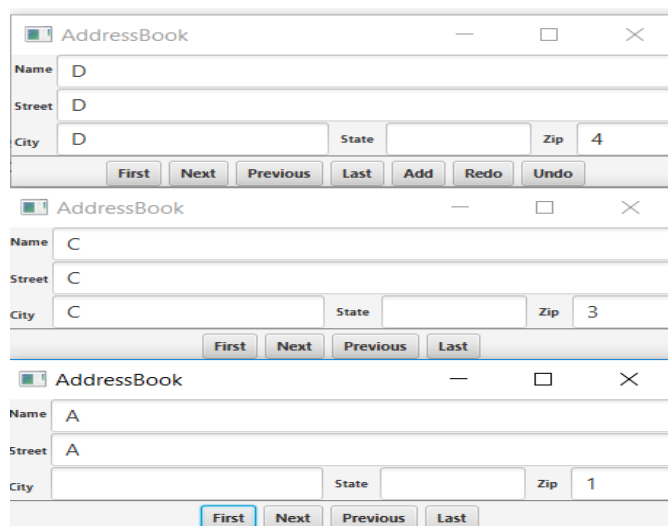 AddressBook
Name D
Street D
City D State Zip 4
First Next Previous Last Add Redo Undo
AddressBook
Name C
Street C
City C State Zip 3
First Next Previous Last
AddressBook
Name A
Street A
City State Zip 1
First Next Previous Last